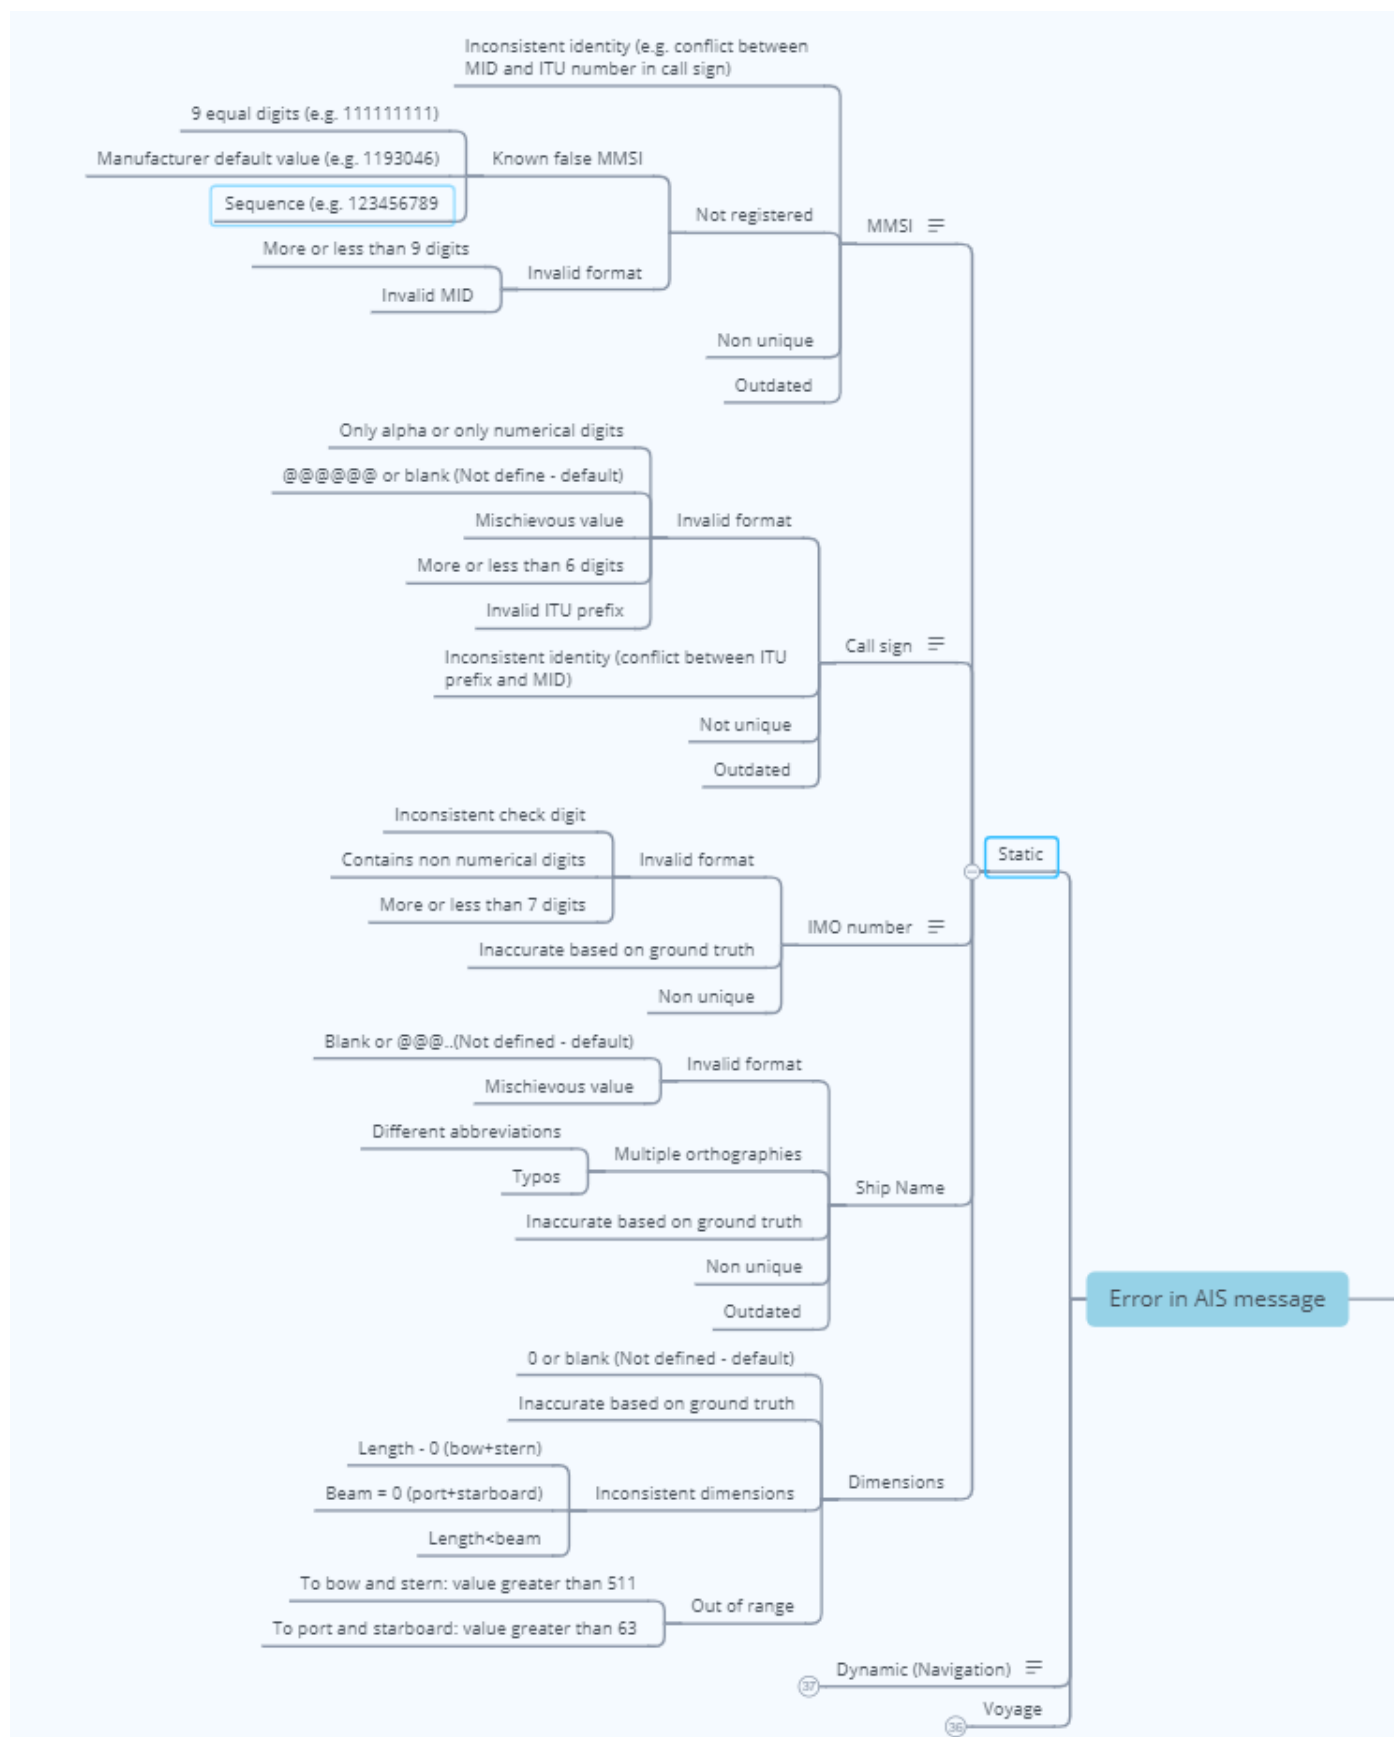 Inconsistent identity (e.g. conflict between
MID and ITU number in call sign)
9 equal digits (e.g. 111111111)
Manufacturer default value (e.g. 1193046)
Known false MMSI
Sequence (e.g. 123456789
Not registered
MMSI
More or less than 9 digits
Invalid format
Invalid MID
Non unique
Outdated
Only alpha or only numerical digits
@@@@@@ or blank (Not define - default)
Mischievous value
Invalid format
More or less than 6 digits
Invalid ITU prefix
Call sign
Inconsistent identity (conflict between ITU
prefix and MID)
Not unique
Outdated
Inconsistent check digit
Static
Contains non numerical digits
Invalid format
More or less than 7 digits
IMO number
Inaccurate based on ground truth
Non unique
Blank or @@@..(Not defined - default)
Invalid format
Mischievous value
Different abbreviations
Multiple orthographies
Typos
Ship Name
Inaccurate based on ground truth
Non unique
Error in AIS message
Outdated
0 or blank (Not defined - default)
Inaccurate based on ground truth
Length - 0 (bow+stern)
Dimensions
Beam = 0 (port+starboard)
Inconsistent dimensions
Length<beam
To bow and stern: value greater than 511
Out of range
To port and starboard: value greater than 63
Dynamic (Navigation)
37
Voyage
36